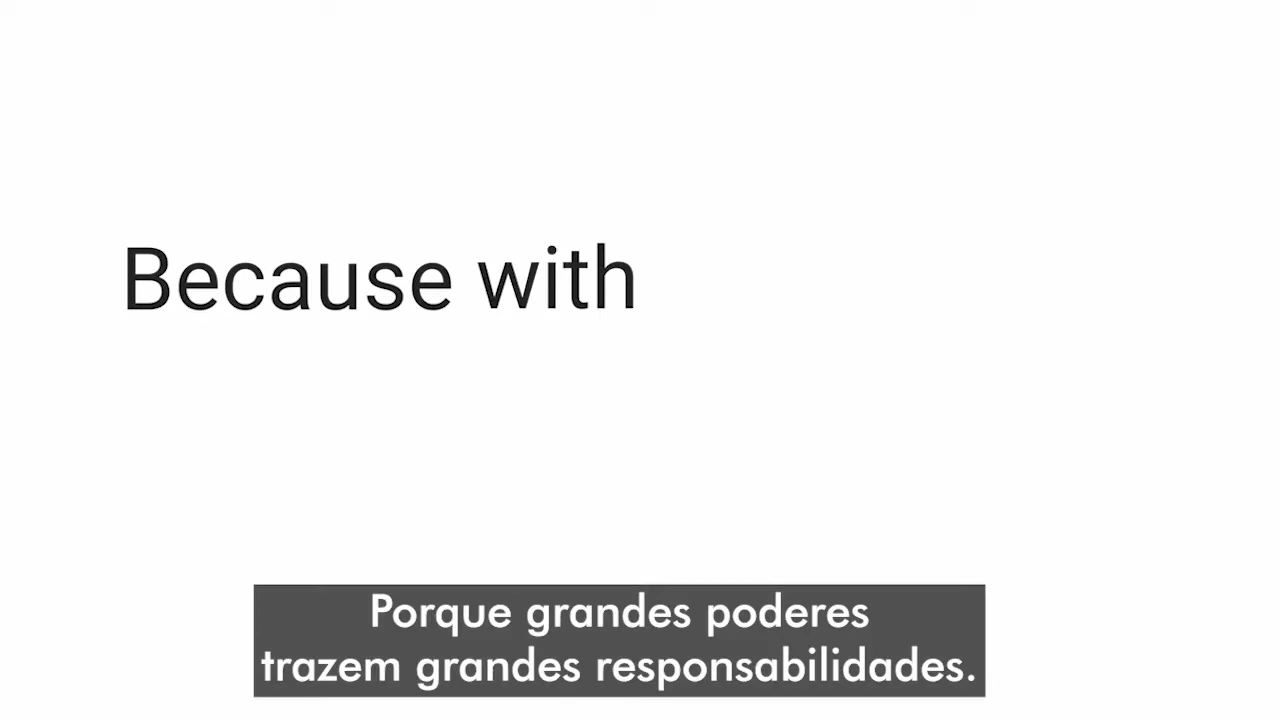 Because with
Porque grandes poderes
trazem grandes responsabilidades.